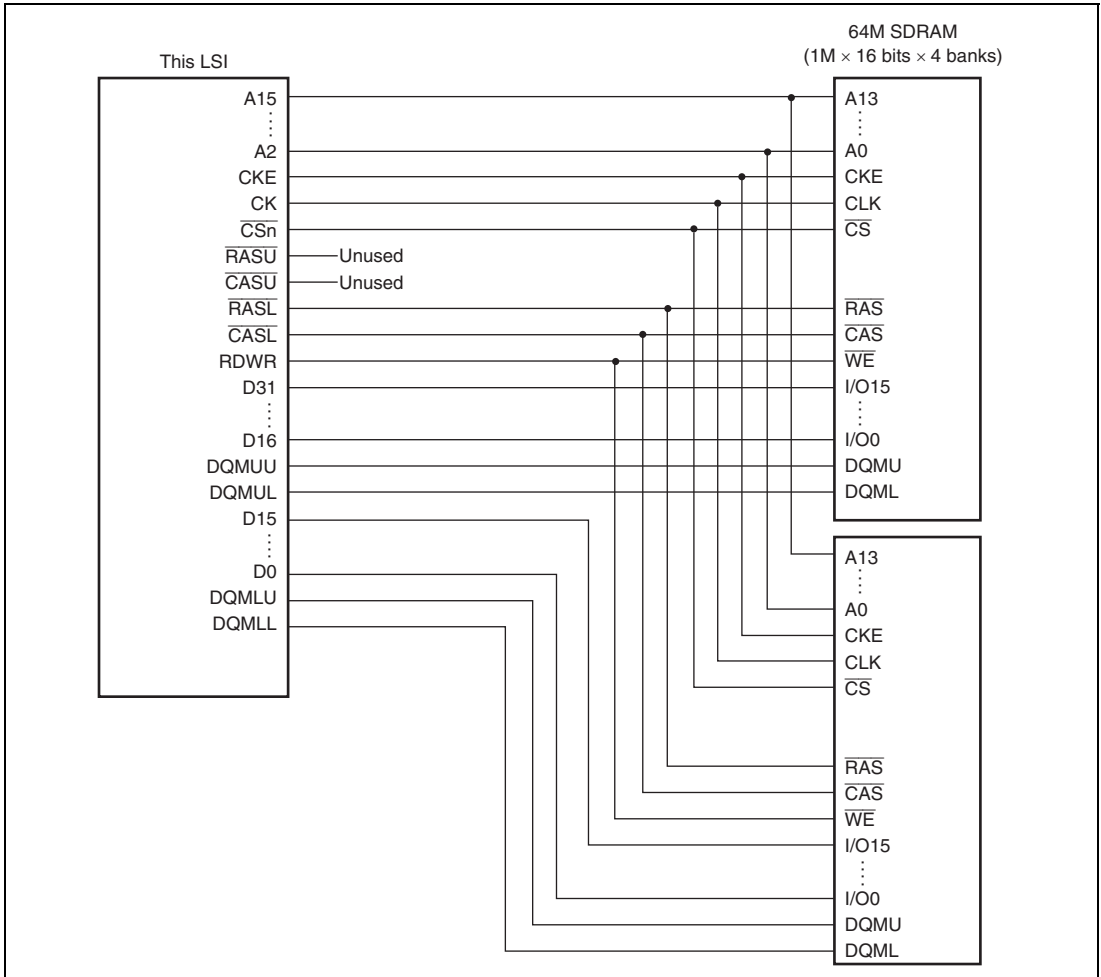 This LSI
A15
A2
CKE
CK
CSn
RASU
Unused
CASU
Unused
RASL
CASL
RDWR
D31
D16
DQMUU
DQMUL
D15
D0
DQMLU
DQMLL
64M SDRAM
(1M × 16 bits × 4 banks)
A13
A0
CKE
CLK
CS
RAS
CAS
WE
I/O15
I/O0
DQMU
DQML
A13
A0
CKE
CLK
CS
RAS
CAS
WE
I/O15
I/O0
DQMU
DQML